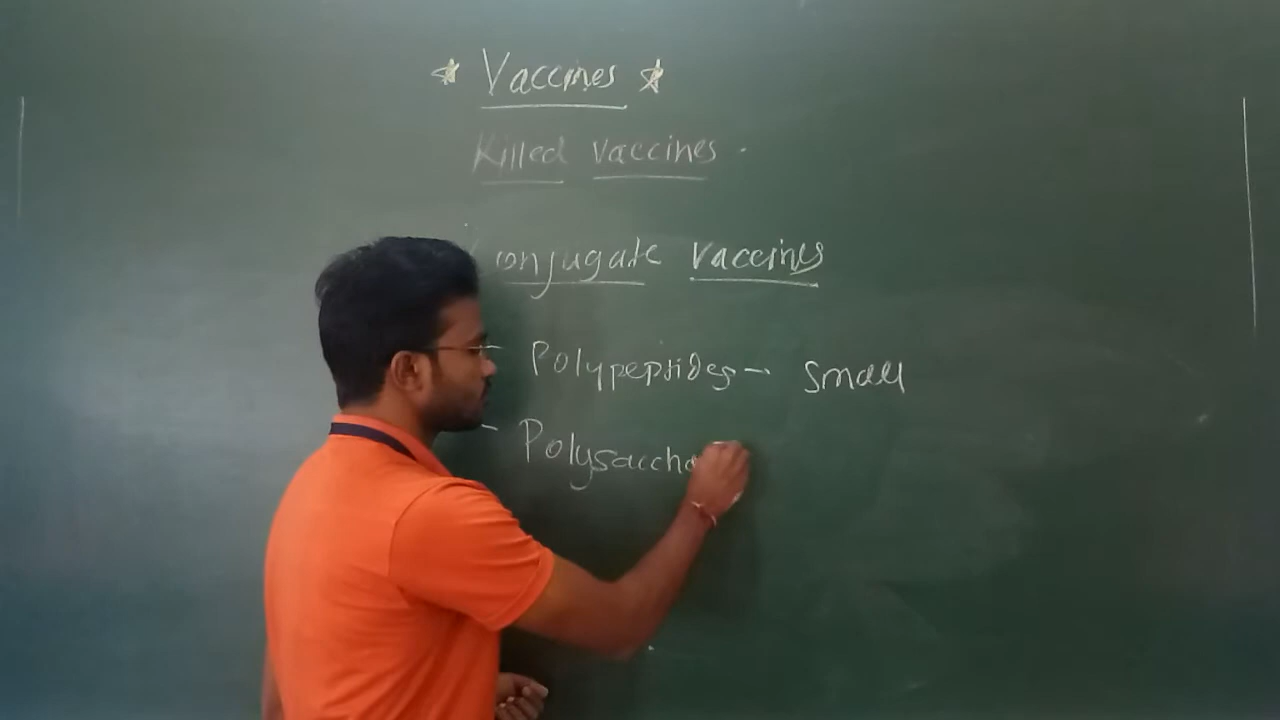 * Vaccines *
Killed vaccines.
conjugate vaccines
- Polypeptides - small
- Polysaccha